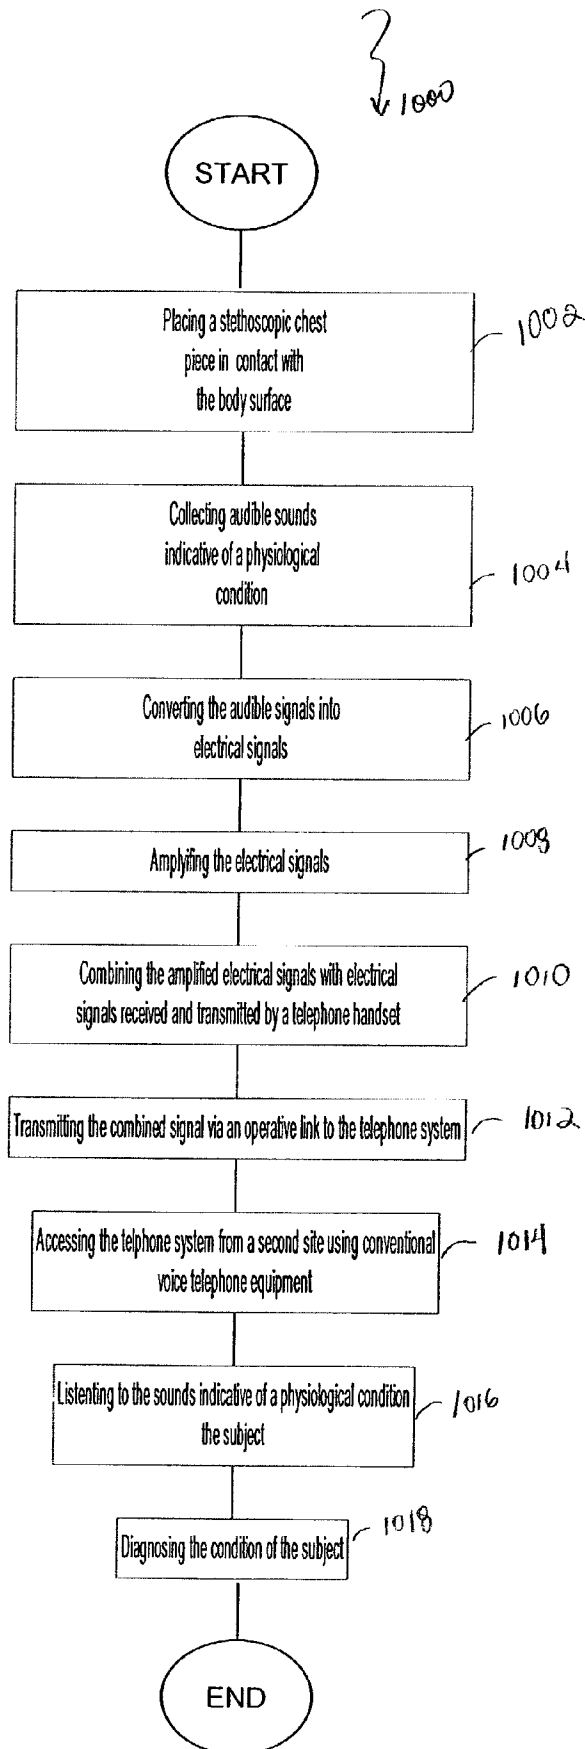 1000
START
Placing a stethoscopic chest
piece in contact with
the body surface
1002
Collecting audible sounds
indicative of a physiological
condition
1004
Converting the audible signals into
electrical signals
1006
Amplyifing the electrical signals
1008
Combining the amplified electrical signals with electrical
signals received and transmitted by a telephone handset
1010
Transmitting the combined signal via an operative link to the telephone system
1012
Accessing the telphone system from a second site using conventional
voice telephone equipment
1014
Listenting to the sounds indicative of a physiological condition
the subject
1016
Diagnosing the condition of the subject
1018
END